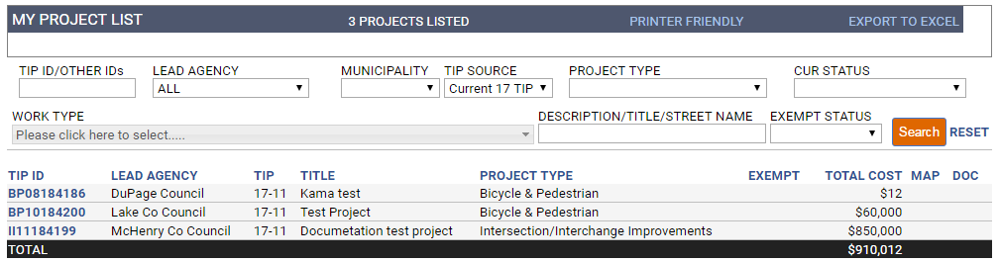 MY PROJECT LIST 3 PROJECTS LISTED PRINTER FRIENDLY EXPORT TO EXCEL
TIP ID/OTHER IDs LEAD AGENCY MUNICIPALITY TIP SOURCE PROJECT TYPE CUR STATUS
ALL Current 17 TIP
WORK TYPE DESCRIPTION/TITLE/STREET NAME EXEMPT STATUS
Please click here to select..... Search RESET
TIP ID LEAD AGENCY TIP TITLE PROJECT TYPE EXEMPT TOTAL COST MAP DOC
BP08184186 DuPage Council 17-11 Kama test Bicycle & Pedestrian $12
BP10184200 Lake Co Council 17-11 Test Project Bicycle & Pedestrian $60,000
II11184199 McHenry Co Council 17-11 Documetation test project Intersection/Interchange Improvements $850,000
TOTAL $910,012